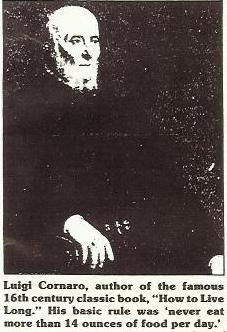 Luigi Cornaro, author of the famous
16th century classic book, “How to Live
Long.” His basic rule was ‘never eat
more than 14 ounces of food per day.’